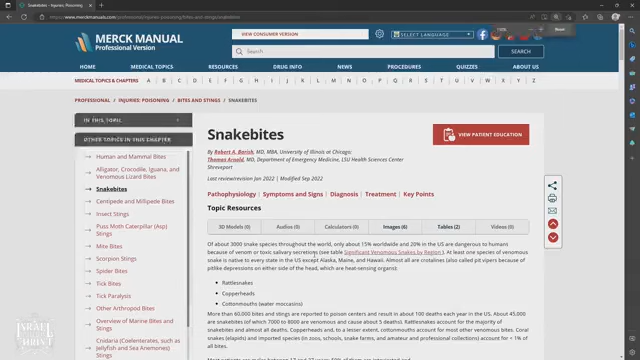 https://www.merckmanuals.com/professional/injuries-poisoning/bites-and-stings/snakebites
MERCK MANUAL
Professional Version
VIEW CONSUMER VERSION
SELECT LANGUAGE
Search
SEARCH
HOME MEDICAL TOPICS RESOURCES DRUG INFO NEWS PROCEDURES QUIZZES ABOUT US
MEDICAL TOPICS & CHAPTERS A B C D E F G H I J K L M N O P Q R S T U V W X Y Z
PROFESSIONAL / INJURIES; POISONING / BITES AND STINGS / SNAKEBITES
IN THIS TOPIC
OTHER TOPICS IN THIS CHAPTER
Human and Mammal Bites
Alligator, Crocodile, Iguana, and
Venomous Lizard Bites
Snakebites
Centipede and Millipede Bites
Insect Stings
Puss Moth Caterpillar (Asp)
Stings
Mite Bites
Scorpion Stings
Spider Bites
Tick Bites
Tick Paralysis
Other Arthropod Bites
Overview of Marine Bites and
Stings
Cnidaria (Coelenterates, such as
Jellyfish and Sea Anemones)
Stings
Snakebites
VIEW PATIENT EDUCATION
By Robert A. Barish, MD, MBA, University of Illinois at Chicago;
Thomas Arnold, MD, Department of Emergency Medicine, LSU Health Sciences Center
Shreveport
Last review/revision Jan 2022 | Modified Sep 2022
Pathophysiology | Symptoms and Signs | Diagnosis | Treatment | Key Points
Topic Resources
3D Models (0) Audios (0) Calculators (0) Images (6) Tables (2) Videos (0)
Of about 3000 snake species throughout the world, only about 15% worldwide and 20% in the US are dangerous to humans
because of venom or toxic salivary secretions (see table Significant Venomous Snakes by Region ). At least one species of venomous
snake is native to every state in the US except Alaska, Maine, and Hawaii. Almost all are crotalines (also called pit vipers because of
pitlike depressions on either side of the head, which are heat-sensing organs):
Rattlesnakes
Copperheads
Cottonmouths (water moccasins)
More than 60,000 bites and stings are reported to poison centers and result in about 100 deaths each year in the US. About 45,000
are snakebites (of which 7000 to 8000 are venomous and cause about 5 deaths). Rattlesnakes account for the majority of
snakebites and almost all deaths. Copperheads and, to a lesser extent, cottonmouths account for most other venomous bites. Coral
snakes (elapids) and imported species (in zoos, schools, snake farms, and amateur and professional collections) account for < 1% of
all bites.